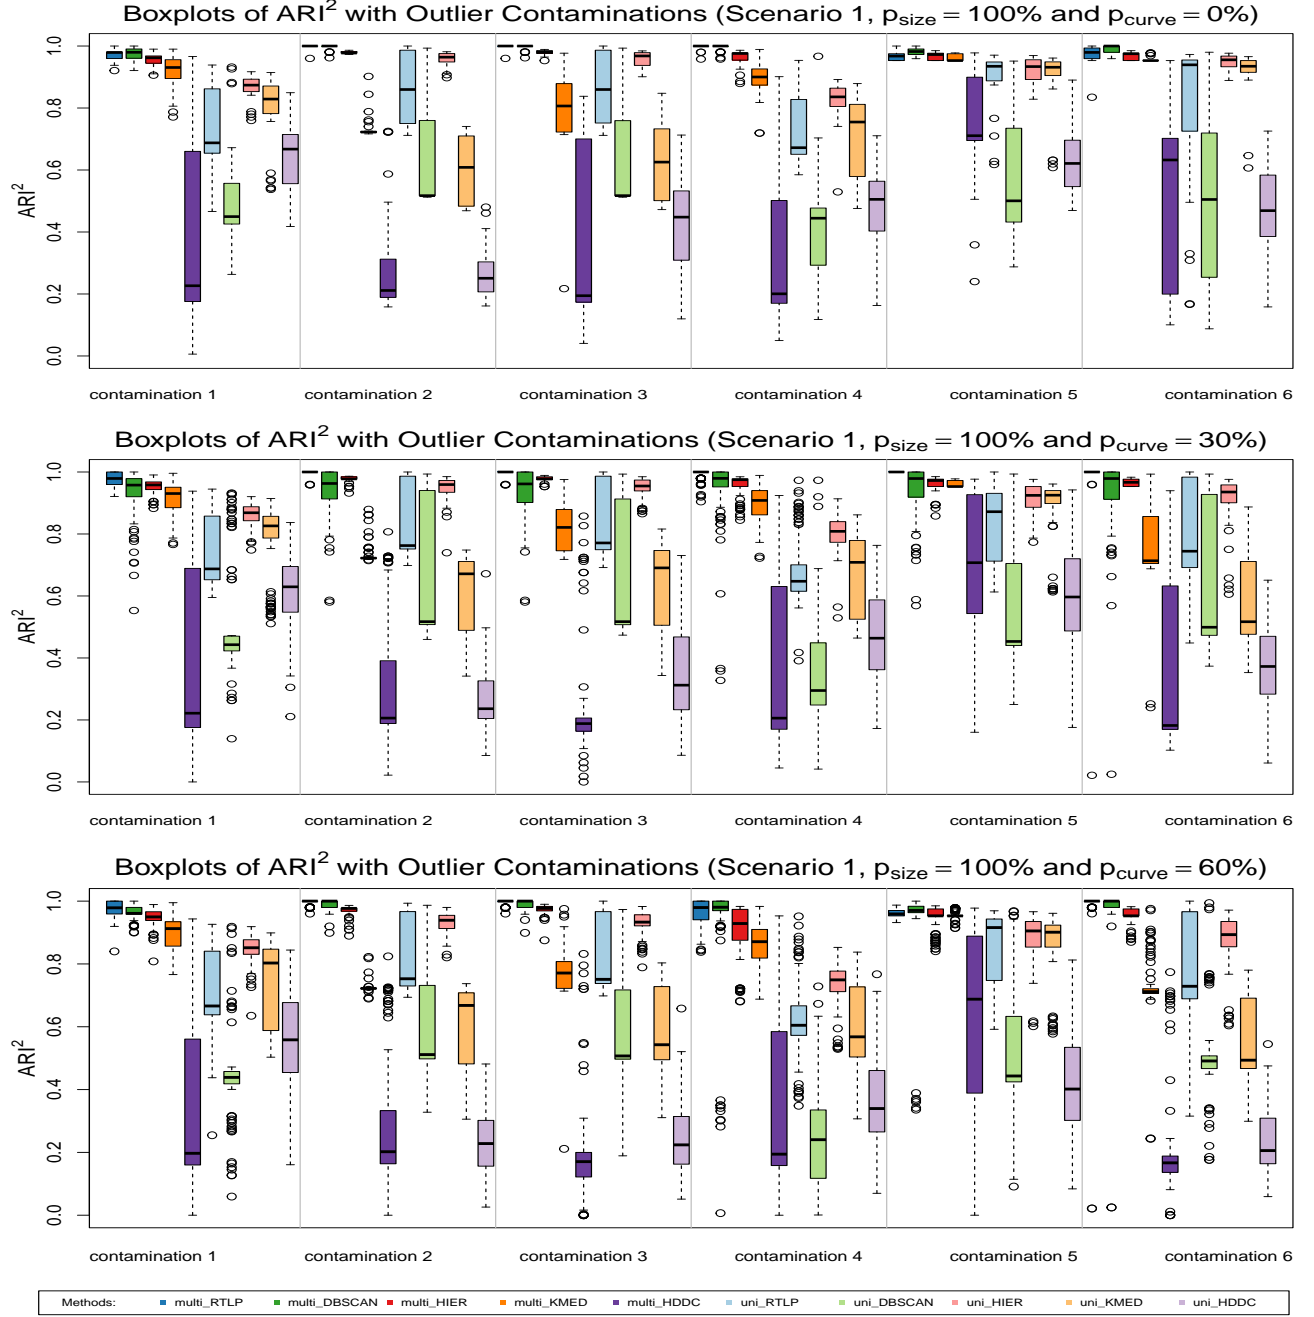 Boxplots of ARI² with Outlier Contaminations (Scenario 1, p_size = 100% and p_curve = 0%)
ARI²
1.0
0.8
0.6
0.4
0.2
0.0
contamination 1 contamination 2 contamination 3 contamination 4 contamination 5 contamination 6
Boxplots of ARI² with Outlier Contaminations (Scenario 1, p_size = 100% and p_curve = 30%)
ARI²
1.0
0.8
0.6
0.4
0.2
0.0
contamination 1 contamination 2 contamination 3 contamination 4 contamination 5 contamination 6
Boxplots of ARI² with Outlier Contaminations (Scenario 1, p_size = 100% and p_curve = 60%)
ARI²
1.0
0.8
0.6
0.4
0.2
0.0
contamination 1 contamination 2 contamination 3 contamination 4 contamination 5 contamination 6
Methods: multi_RTLP multi_DBSCAN multi_HIER multi_KMED multi_HDDC uni_RTLP uni_DBSCAN uni_HIER uni_KMED uni_HDDC